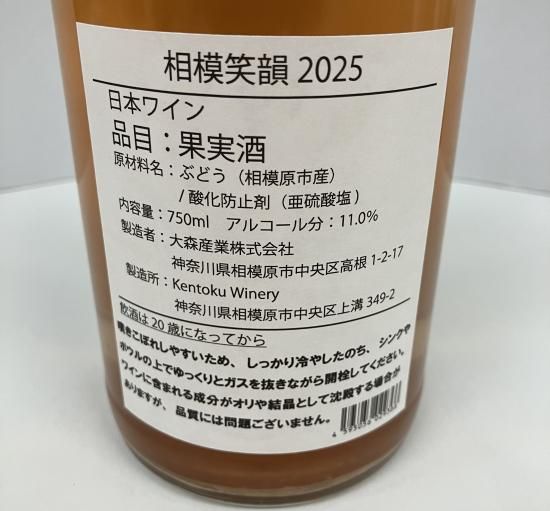 相模笑韻 2025
日本ワイン
品目：果実酒
原材料名：ぶどう（相模原市産）
/ 酸化防止剤（亜硫酸塩）
内容量：750ml アルコール分：11.0%
製造者：大森産業株式会社
神奈川県相模原市中央区高根 1-2-17
製造所：Kentoku Winery
神奈川県相模原市中央区上溝 349-2
飲酒は 20 歳になってから
噴きこぼれしやすいため、しっかり冷やしたのち、シンクや
ボウルの上でゆっくりとガスを抜きながら開栓してください。
ワインに含まれる成分がオリや結晶として沈殿する場合が
ありますが、品質には問題ございません。